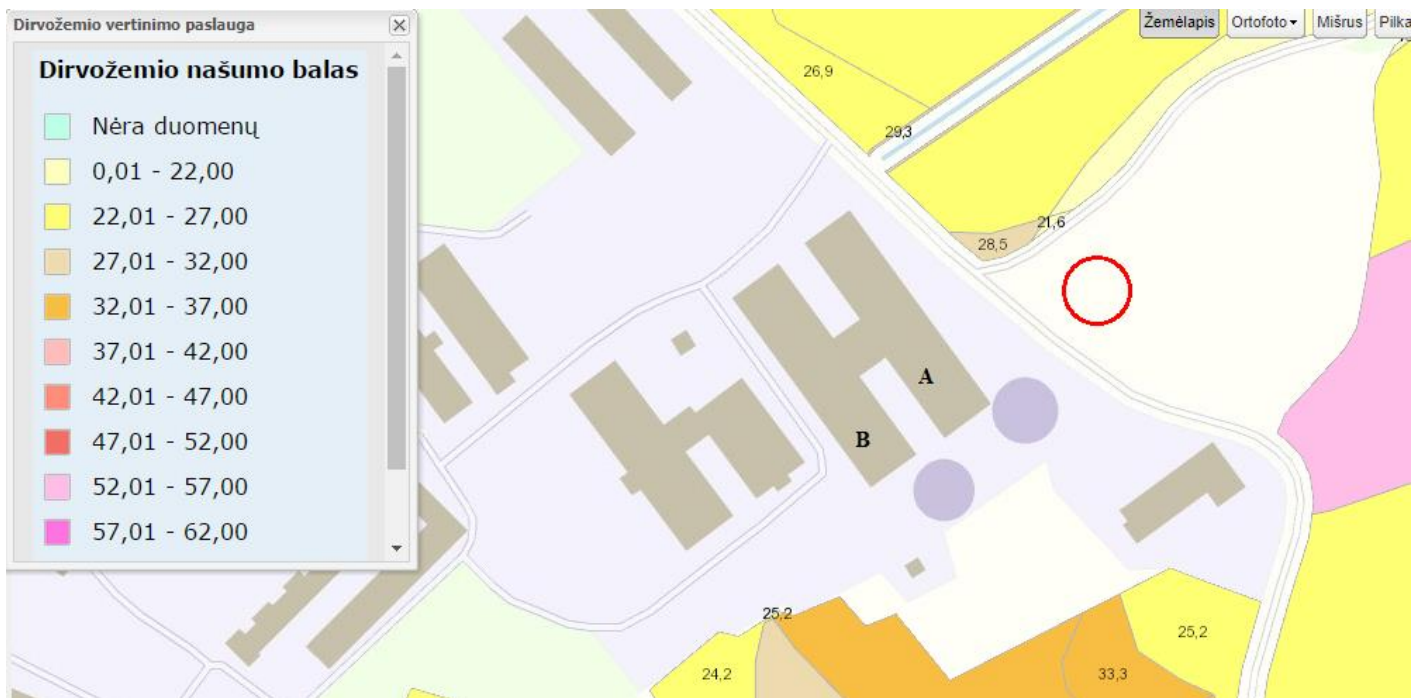 Dirvožemio vertinimo paslauga
Dirvožemio našumo balas
Nėra duomenų
0,01 - 22,00
22,01 - 27,00
27,01 - 32,00
32,01 - 37,00
37,01 - 42,00
42,01 - 47,00
47,01 - 52,00
52,01 - 57,00
57,01 - 62,00
Žemėlapis
Ortofoto
Mišrus
Pilka
26,9
29,3
21,6
28,5
A
B
25,2
25,2
24,2
33,3